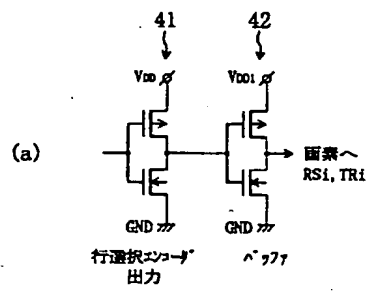 41
42
VDD
VDD1
(a)
画素へ
RSi, TRi
GND
GND
行選択エンコーダ
出力
バッファ